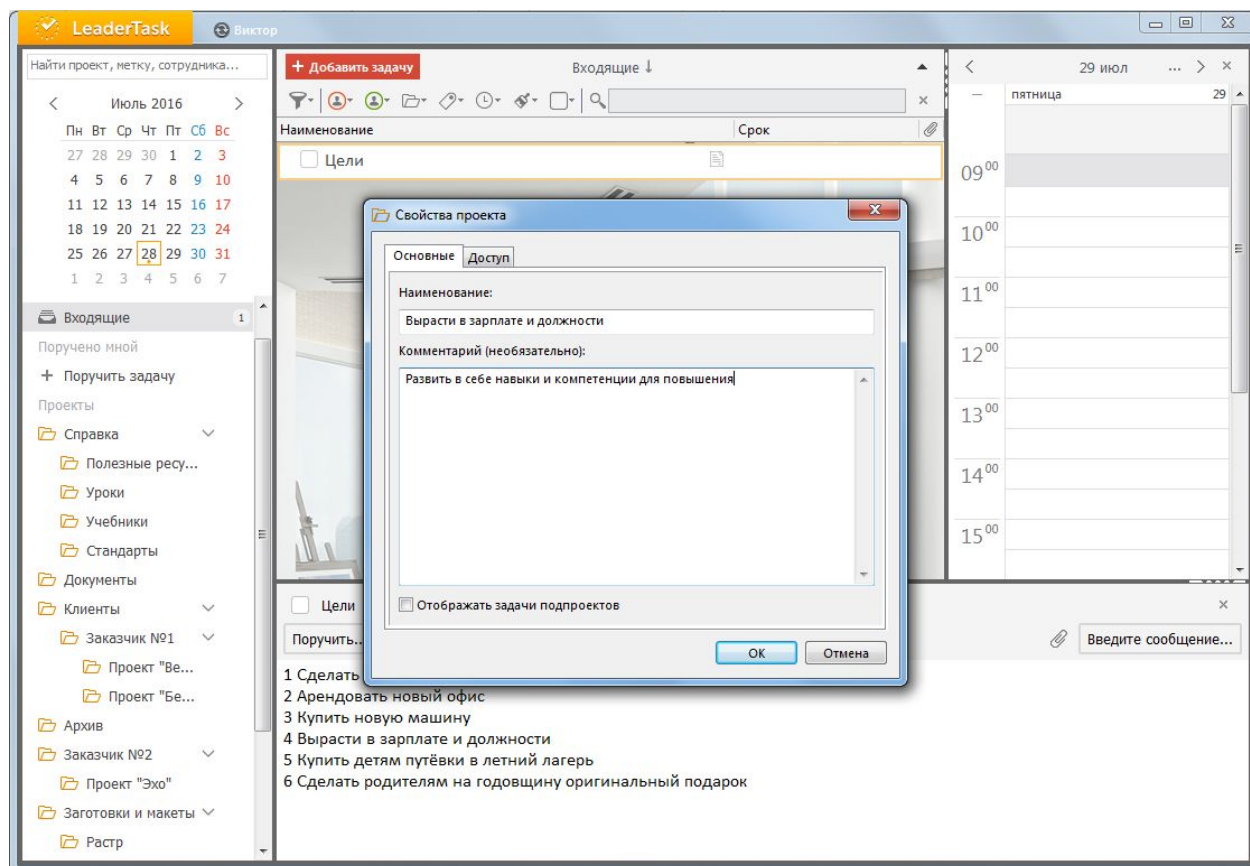 LeaderTask
Виктор
Найти проект, метку, сотрудника...
Июль 2016
Пн Вт Ср Чт Пт Сб Вс
27 28 29 30 1 2 3
4 5 6 7 8 9 10
11 12 13 14 15 16 17
18 19 20 21 22 23 24
25 26 27 28 29 30 31
1 2 3 4 5 6 7
Входящие 1
Поручено мной
+ Поручить задачу
Проекты
Справка
Полезные ресу...
Уроки
Учебники
Стандарты
Документы
Клиенты
Заказчик №1
Проект "Ве...
Проект "Бе...
Архив
Заказчик №2
Проект "Эхо"
Заготовки и макеты
Растр
+ Добавить задачу
Входящие ↓
Наименование Срок
Цели
Свойства проекта
Основные Доступ
Наименование:
Вырасти в зарплате и должности
Комментарий (необязательно):
Развить в себе навыки и компетенции для повышения
Отображать задачи подпроектов
ОК Отмена
Цели
Поручить... Введите сообщение...
1 Сделать
2 Арендовать новый офис
3 Купить новую машину
4 Вырасти в зарплате и должности
5 Купить детям путёвки в летний лагерь
6 Сделать родителям на годовщину оригинальный подарок
29 июл ...
пятница 29
09 00
10 00
11 00
12 00
13 00
14 00
15 00